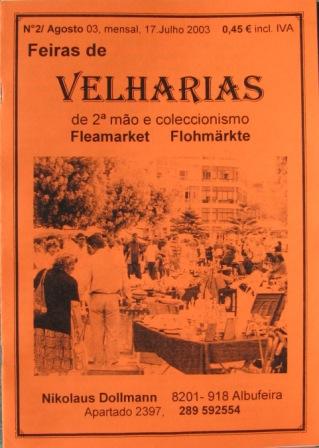 N°2/ Agosto 03, mensal, 17.Julho 2003 0,45 € incl. IVA
Feiras de
VELHARIAS
de 2ª mão e coleccionismo
Fleamarket Flohmärkte
Nikolaus Dollmann 8201- 918 Albufeira
Apartado 2397, 289 592554